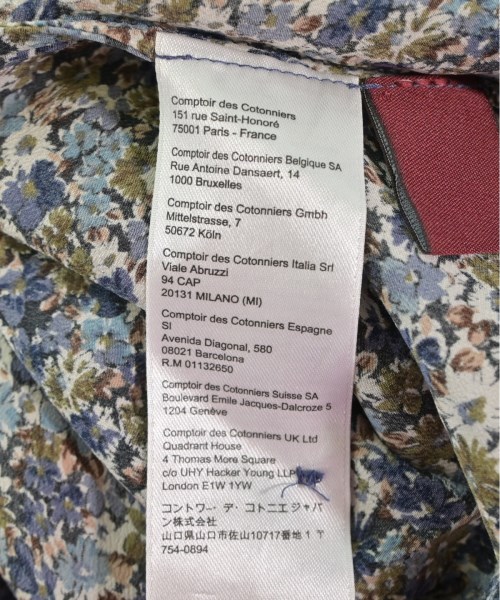 Comptoir des Cotonniers
151 rue Saint-Honoré
75001 Paris - France
Comptoir des Cotonniers Belgique SA
Rue Antoine Dansaert, 14
1000 Bruxelles
Comptoir des Cotonniers Gmbh
Mittelstrasse, 7
50672 Köln
Comptoir des Cotonniers Italia Srl
Viale Abruzzi
94 CAP
20131 MILANO (MI)
Comptoir des Cotonniers Espagne
Sl
Avenida Diagonal, 580
08021 Barcelona
R.M 01132650
Comptoir des Cotonniers Suisse SA
Boulevard Emile Jacques-Dalcroze 5
1204 Genève
Comptoir des Cotonniers UK Ltd
Quadrant House
4 Thomas More Square
c/o UHY Hacker Young LLP
London E1W 1YW
コントワー・デ・コトニエ ジャパ
ン株式会社
山口県山口市佐山10717番地１ 〒
754-0894